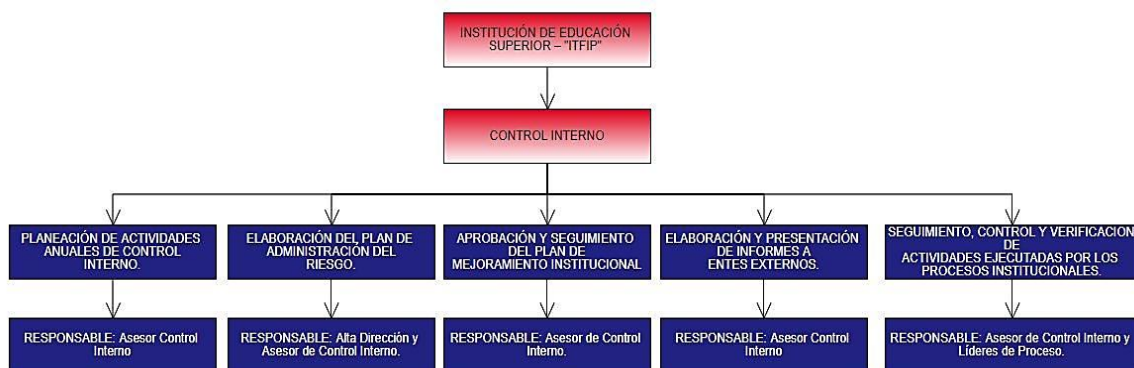 INSTITUCIÓN DE EDUCACIÓN
SUPERIOR – "ITFIP"
CONTROL INTERNO
PLANEACIÓN DE ACTIVIDADES
ANUALES DE CONTROL
INTERNO.
ELABORACIÓN DEL PLAN DE
ADMINISTRACIÓN DEL
RIESGO.
APROBACIÓN Y SEGUIMIENTO
DEL PLAN DE
MEJORAMIENTO INSTITUCIONAL
ELABORACIÓN Y PRESENTACIÓN
DE INFORMES A
ENTES EXTERNOS.
SEGUIMIENTO, CONTROL Y VERIFICACION
DE
ACTIVIDADES EJECUTADAS POR LOS
PROCESOS INSTITUCIONALES.
RESPONSABLE: Asesor Control
Interno
RESPONSABLE: Alta Dirección y
Asesor de Control Interno.
RESPONSABLE: Asesor de Control
Interno.
RESPONSABLE: Asesor Control
Interno
RESPONSABLE: Asesor de Control Interno y
Líderes de Proceso.